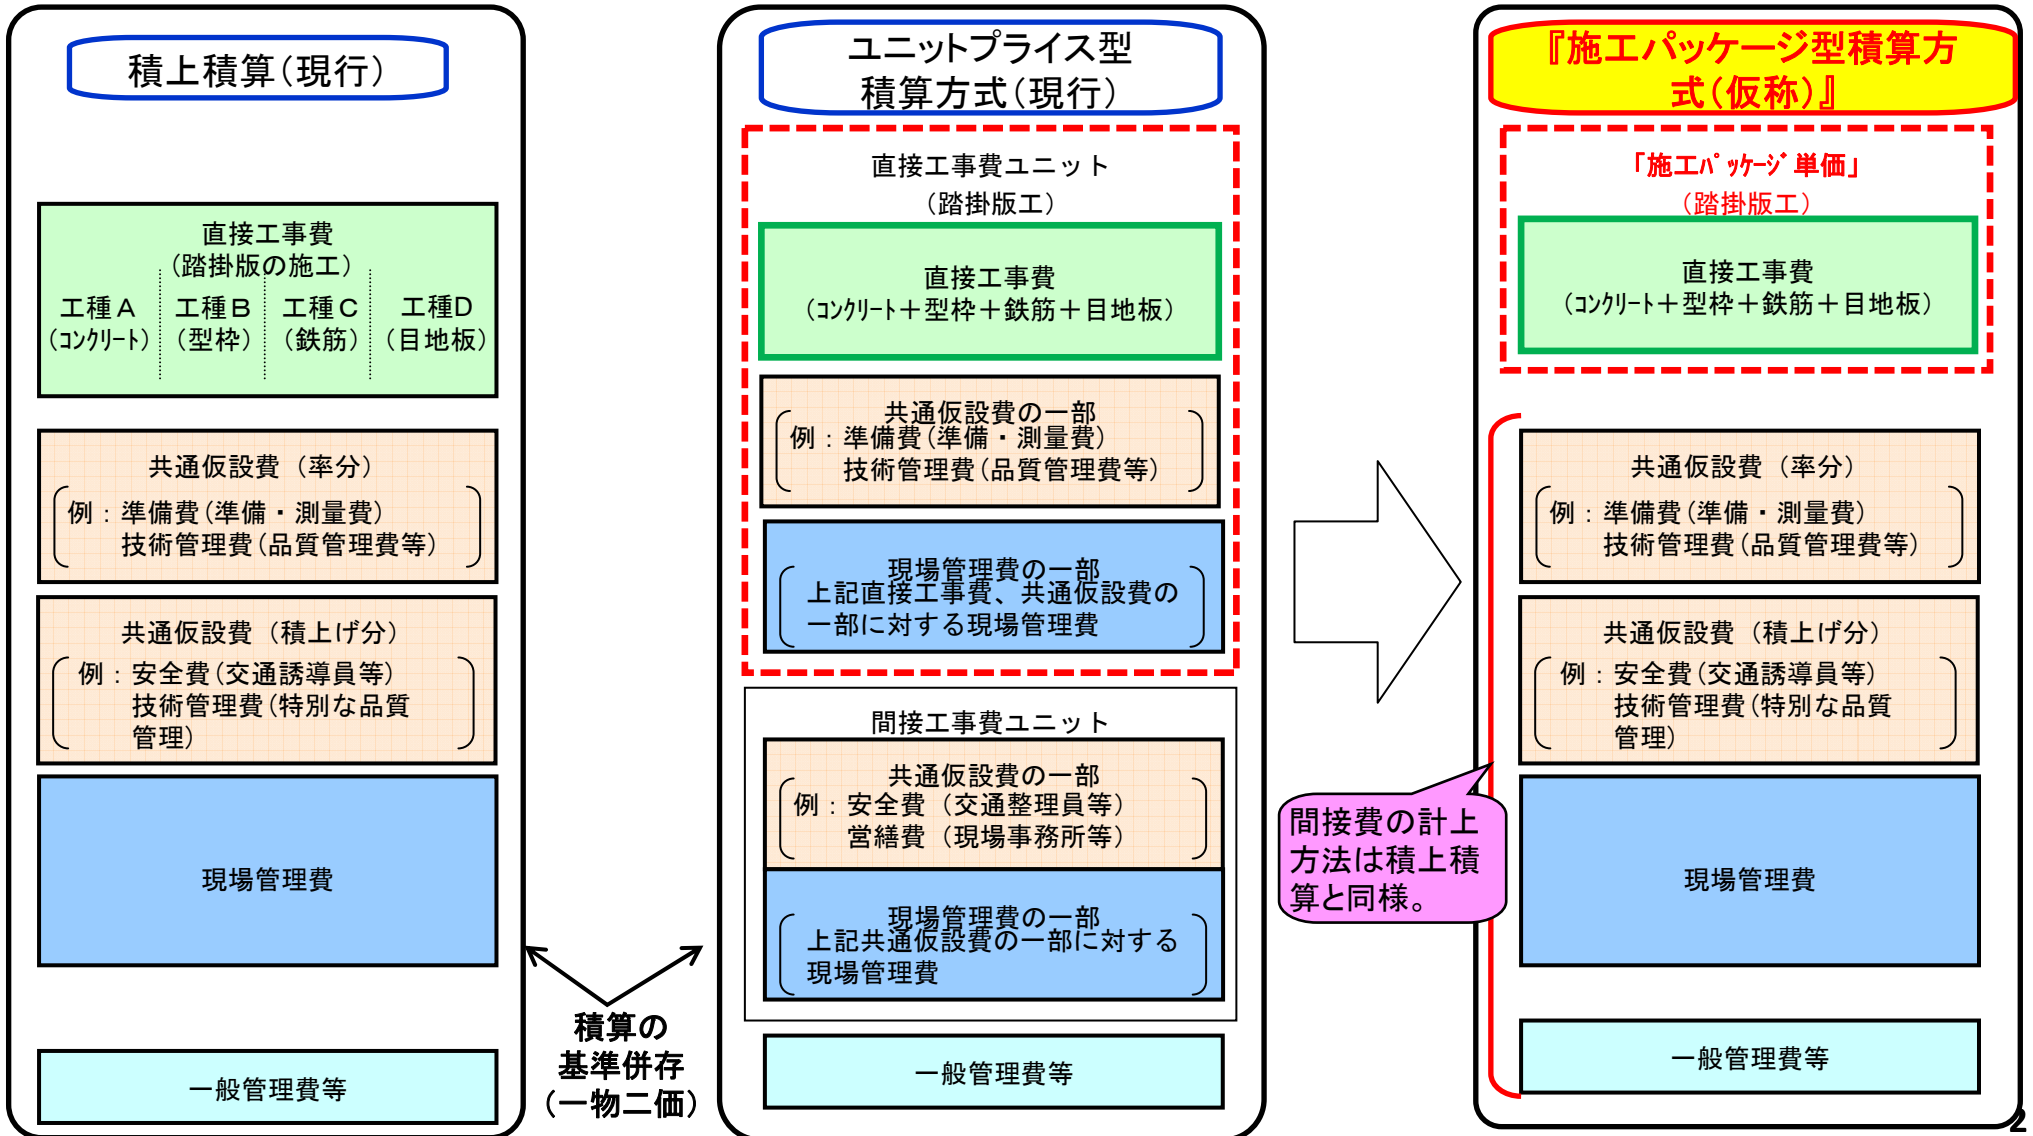 積上積算(現行)
直接工事費
(踏掛版の施工)
工種A 工種B 工種C 工種D
(コンクリート) (型枠) (鉄筋) (目地板)
共通仮設費(率分)
例:準備費(準備・測量費)
技術管理費(品質管理費等)
共通仮設費(積上げ分)
例:安全費(交通誘導員等)
技術管理費(特別な品質
管理)
現場管理費
一般管理費等
積算の
基準併存
(一物二価)
ユニットプライス型
積算方式(現行)
直接工事費ユニット
(踏掛版工)
直接工事費
(コンクリート+型枠+鉄筋+目地板)
共通仮設費の一部
例:準備費(準備・測量費)
技術管理費(品質管理費等)
現場管理費の一部
上記直接工事費、共通仮設費の
一部に対する現場管理費
間接工事費ユニット
共通仮設費の一部
例:安全費(交通整理員等)
営繕費(現場事務所等)
現場管理費の一部
上記共通仮設費の一部に対する
現場管理費
一般管理費等
間接費の計上
方法は積上積
算と同様。
『施工パッケージ型積算方
式(仮称)』
「施工パッケージ単価」
(踏掛版工)
直接工事費
(コンクリート+型枠+鉄筋+目地板)
共通仮設費(率分)
例:準備費(準備・測量費)
技術管理費(品質管理費等)
共通仮設費(積上げ分)
例:安全費(交通誘導員等)
技術管理費(特別な品質
管理)
現場管理費
一般管理費等
2